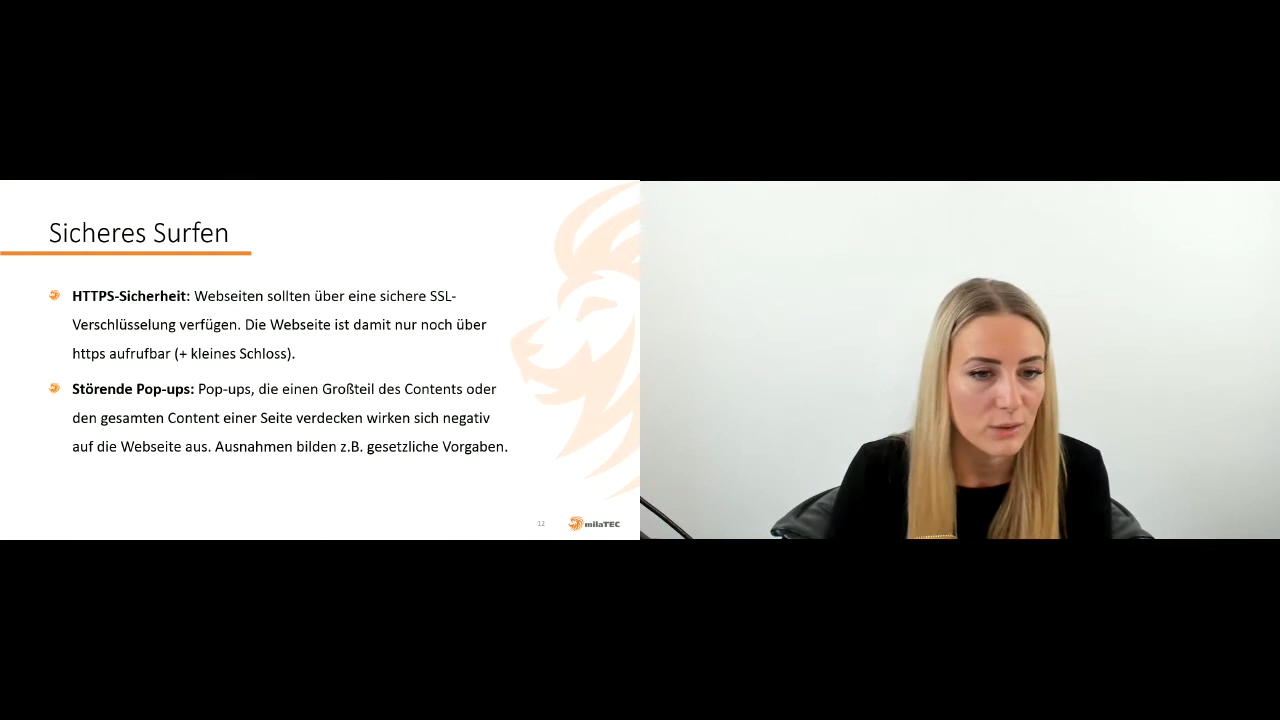 Sicheres Surfen
HTTPS-Sicherheit: Webseiten sollten über eine sichere SSL-
Verschlüsselung verfügen. Die Webseite ist damit nur noch über
https aufrufbar (+ kleines Schloss).
Störende Pop-ups: Pop-ups, die einen Großteil des Contents oder
den gesamten Content einer Seite verdecken wirken sich negativ
auf die Webseite aus. Ausnahmen bilden z.B. gesetzliche Vorgaben.
12
milaTEC